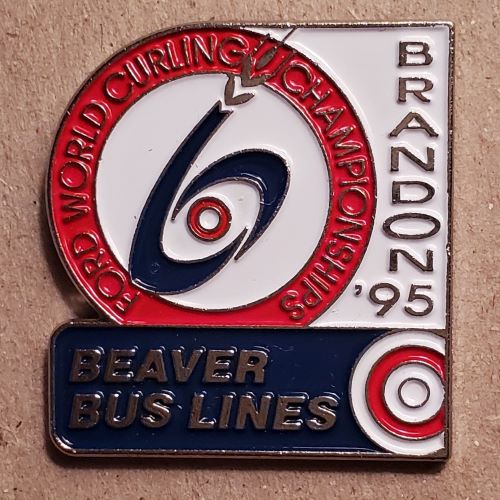 FORD WORLD CURLING CHAMPIONSHIPS
BRANDON '95
BEAVER
BUS LINES